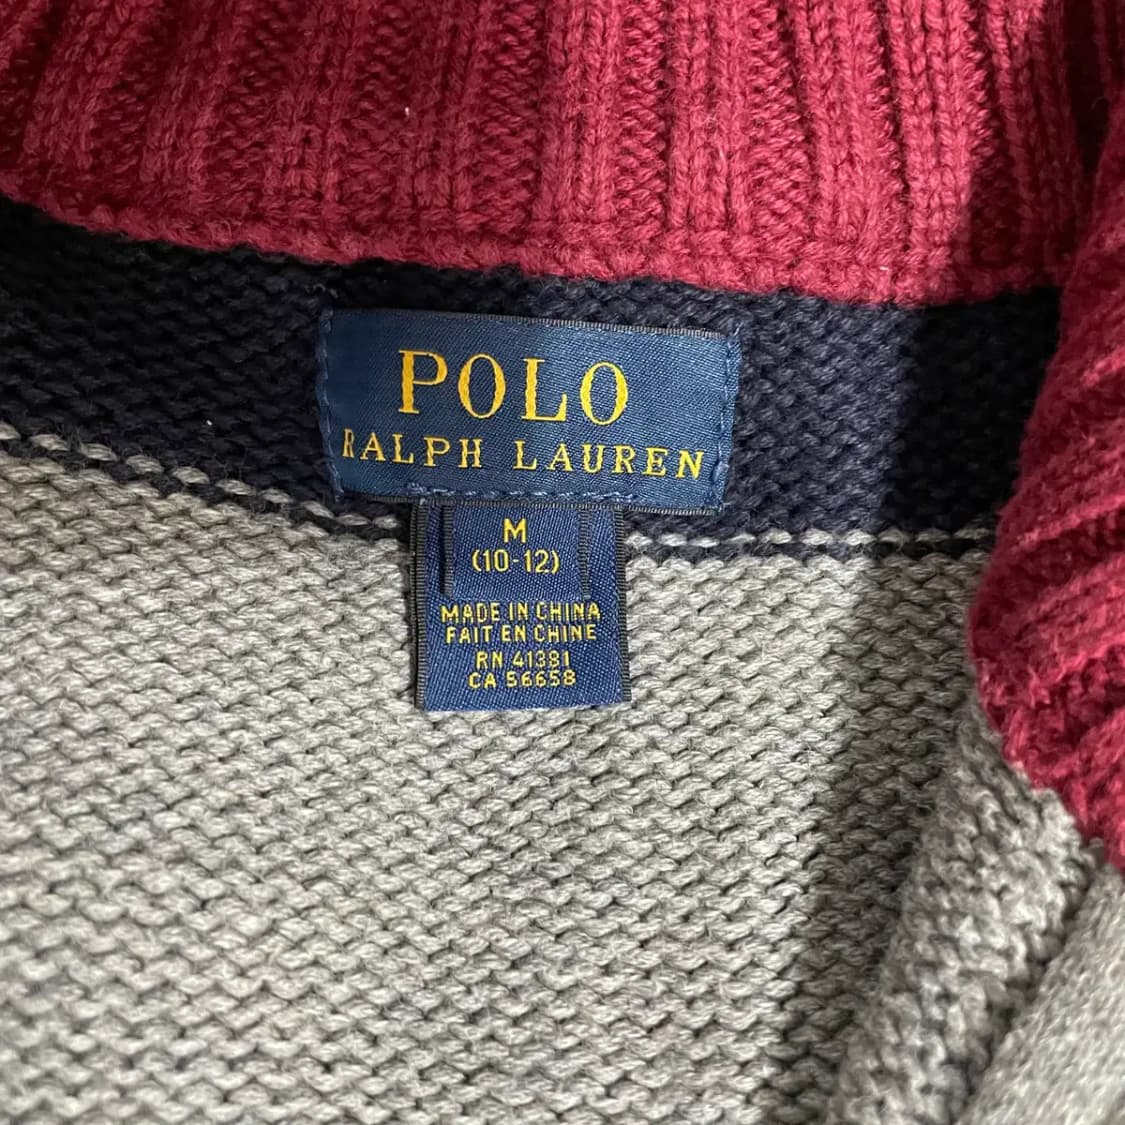 POLO
RALPH LAUREN
M
(10-12)
MADE IN CHINA
FAIT EN CHINE
RN 41381
CA 56658